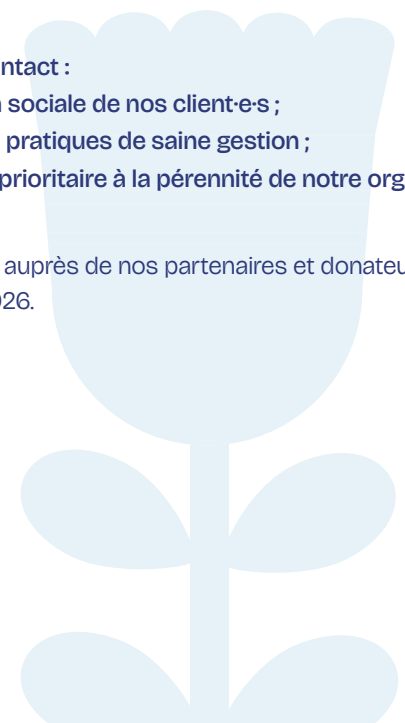 ntact :
sociale de nos client·e·s ;
pratiques de saine gestion ;
prioritaire à la pérennité de notre org
auprès de nos partenaires et donateu
26.